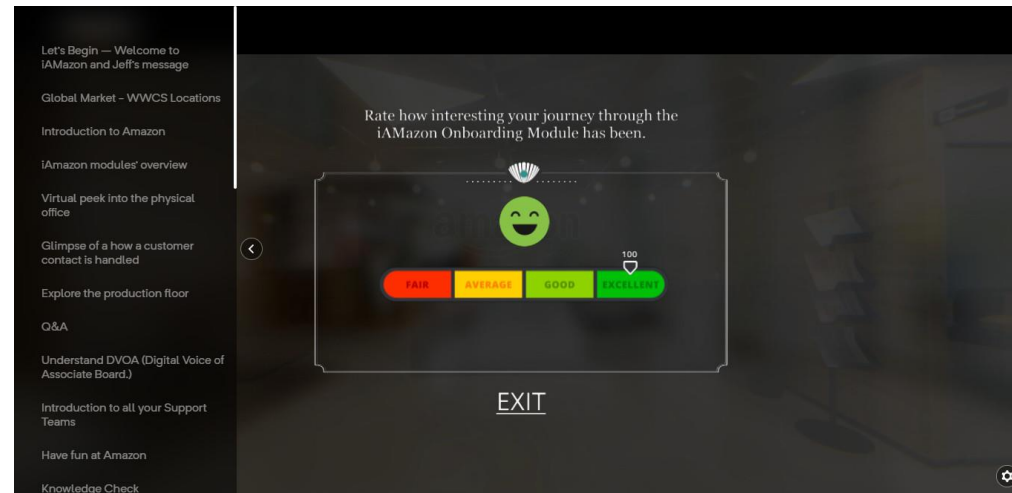 Let's Begin — Welcome to
iAMazon and Jeff's message
Global Market - WWCS Locations
Introduction to Amazon
iAmazon modules' overview
Virtual peek into the physical
office
Glimpse of a how a customer
contact is handled
Explore the production floor
Q&A
Understand DVOA (Digital Voice of
Associate Board.)
Introduction to all your Support
Teams
Have fun at Amazon
Knowledge Check
Rate how interesting your journey through the
iAMazon Onboarding Module has been.
100
FAIR AVERAGE GOOD EXCELLENT
EXIT